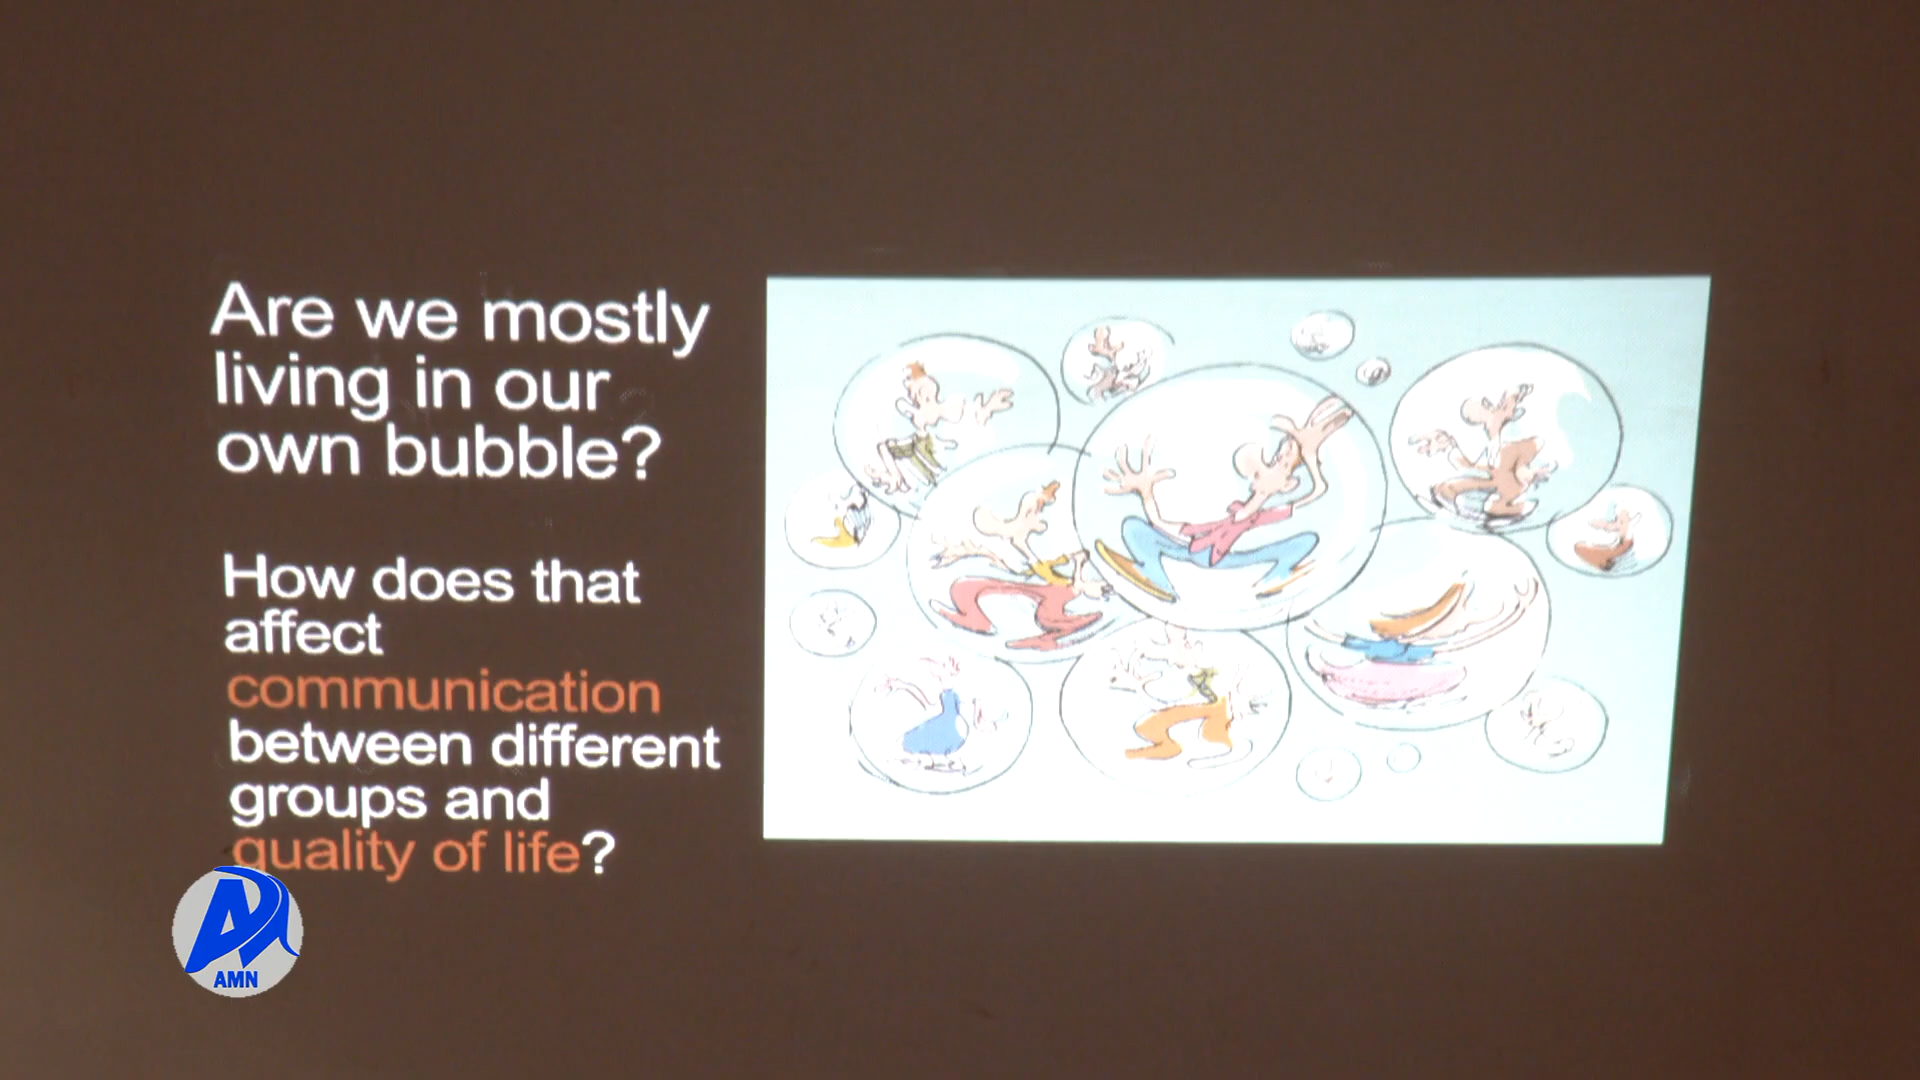 Are we mostly
living in our
own bubble?
How does that
affect
communication
between different
groups and
quality of life?
AMN